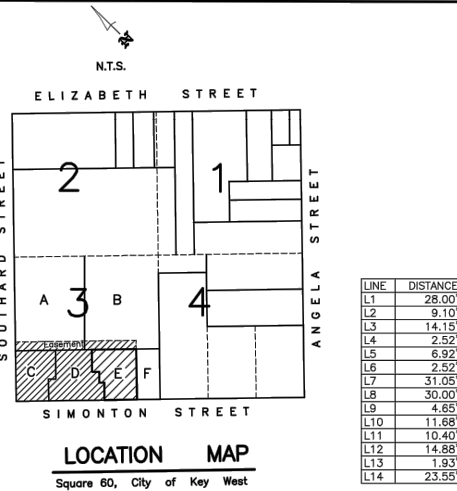 N
N.T.S.
ELIZABETH STREET
SOUTHARD STREET
ANGELA STREET
2
1
A
3
B
4
Easement
C
D
E
F
SIMONTON STREET
LOCATION MAP
Square 60, City of Key West
LINE DISTANCE
L1 28.00'
L2 9.10'
L3 14.15'
L4 2.52'
L5 6.92'
L6 2.52'
L7 31.05'
L8 30.00'
L9 4.65'
L10 11.68'
L11 10.40'
L12 14.88'
L13 1.93'
L14 23.55'